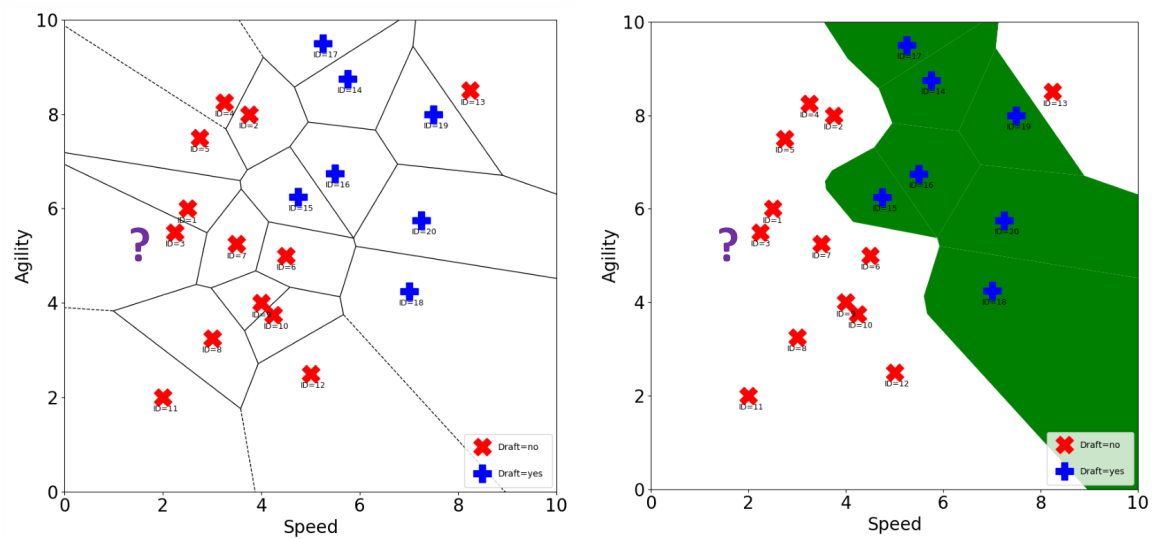 10
8
6
4
2
0
Agility
ID=17
ID=14
ID=13
ID=4
ID=2
ID=19
ID=5
ID=16
ID=1
ID=15
?
ID=3
ID=20
ID=7
ID=6
ID=18
ID=10
ID=8
ID=12
ID=11
Draft=no
Draft=yes
0 2 4 6 8 10
Speed
10
8
6
4
2
0
Agility
ID=17
ID=14
ID=13
ID=4
ID=2
ID=19
ID=5
ID=16
ID=1
ID=15
?
ID=3
ID=20
ID=7
ID=6
ID=18
ID=10
ID=8
ID=12
ID=11
Draft=no
Draft=yes
0 2 4 6 8 10
Speed